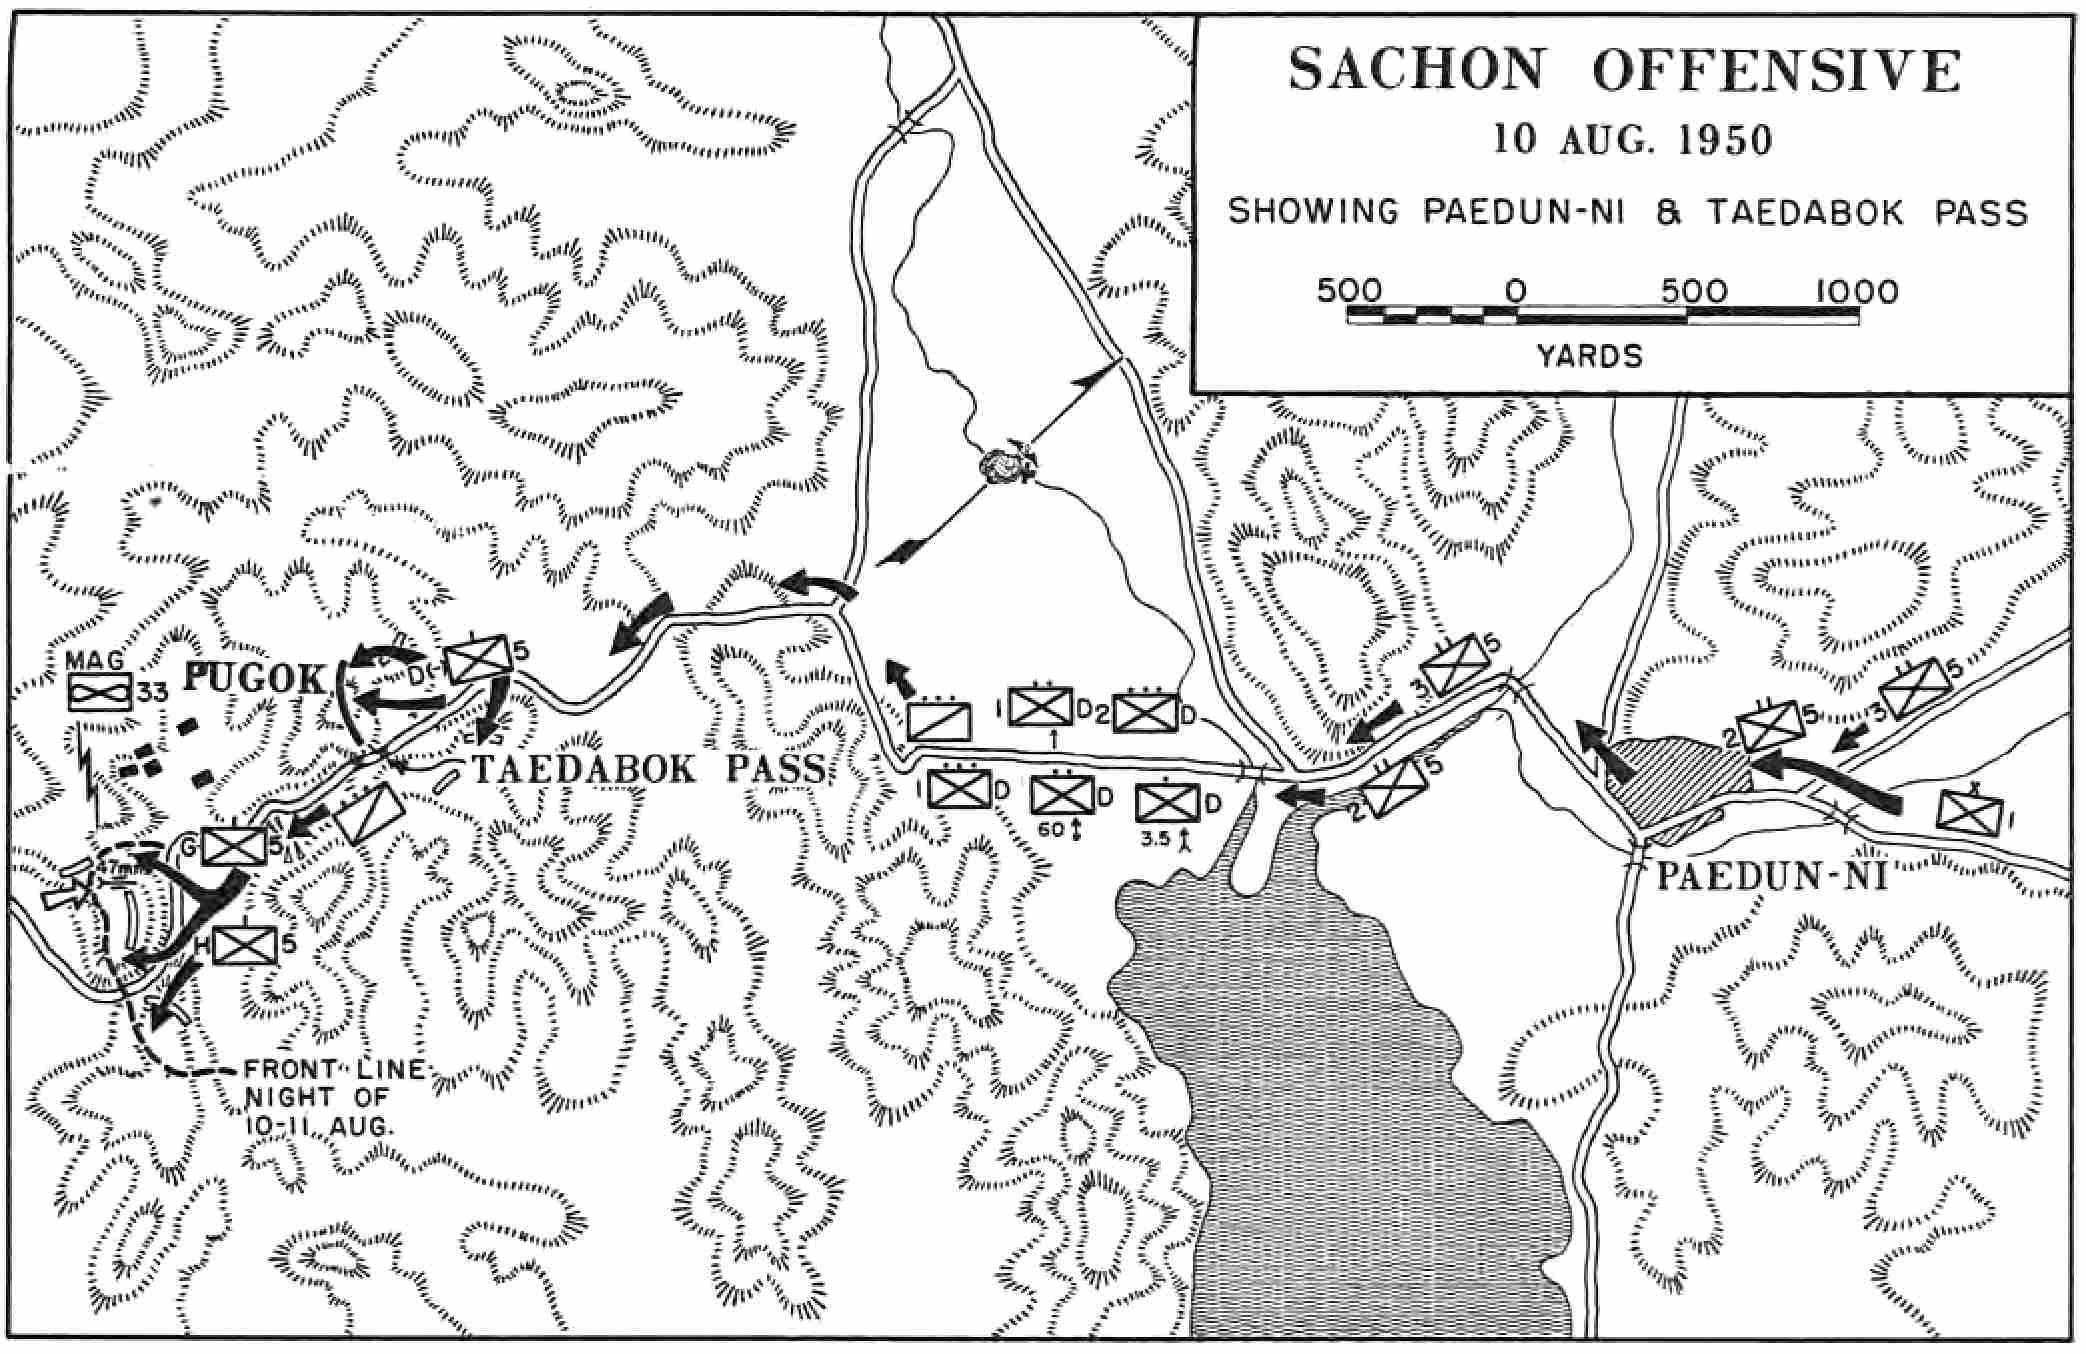 SACHON OFFENSIVE
10 AUG. 1950
SHOWING PAEDUN-NI & TAEDABOK PASS
500 0 500 1000
YARDS
MAG
33
PUGOK
D(-)
5
3 5
2 5
3 5
1 D
2 D
TAEDABOK PASS
1 D
D
60
D
3.5
2 5
1
G 5
47mm
PAEDUN-NI
H 5
FRONT LINE
NIGHT OF
10-11 AUG.